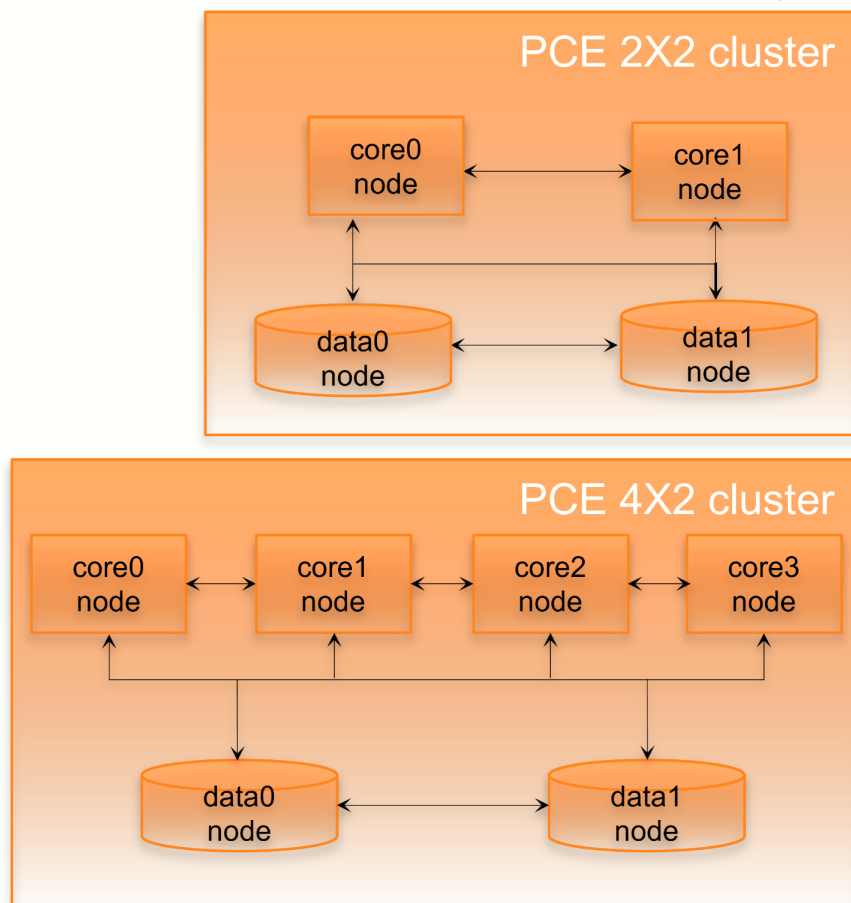 PCE 2X2 cluster
core0
node
core1
node
data0
node
data1
node
PCE 4X2 cluster
core0
node
core1
node
core2
node
core3
node
data0
node
data1
node